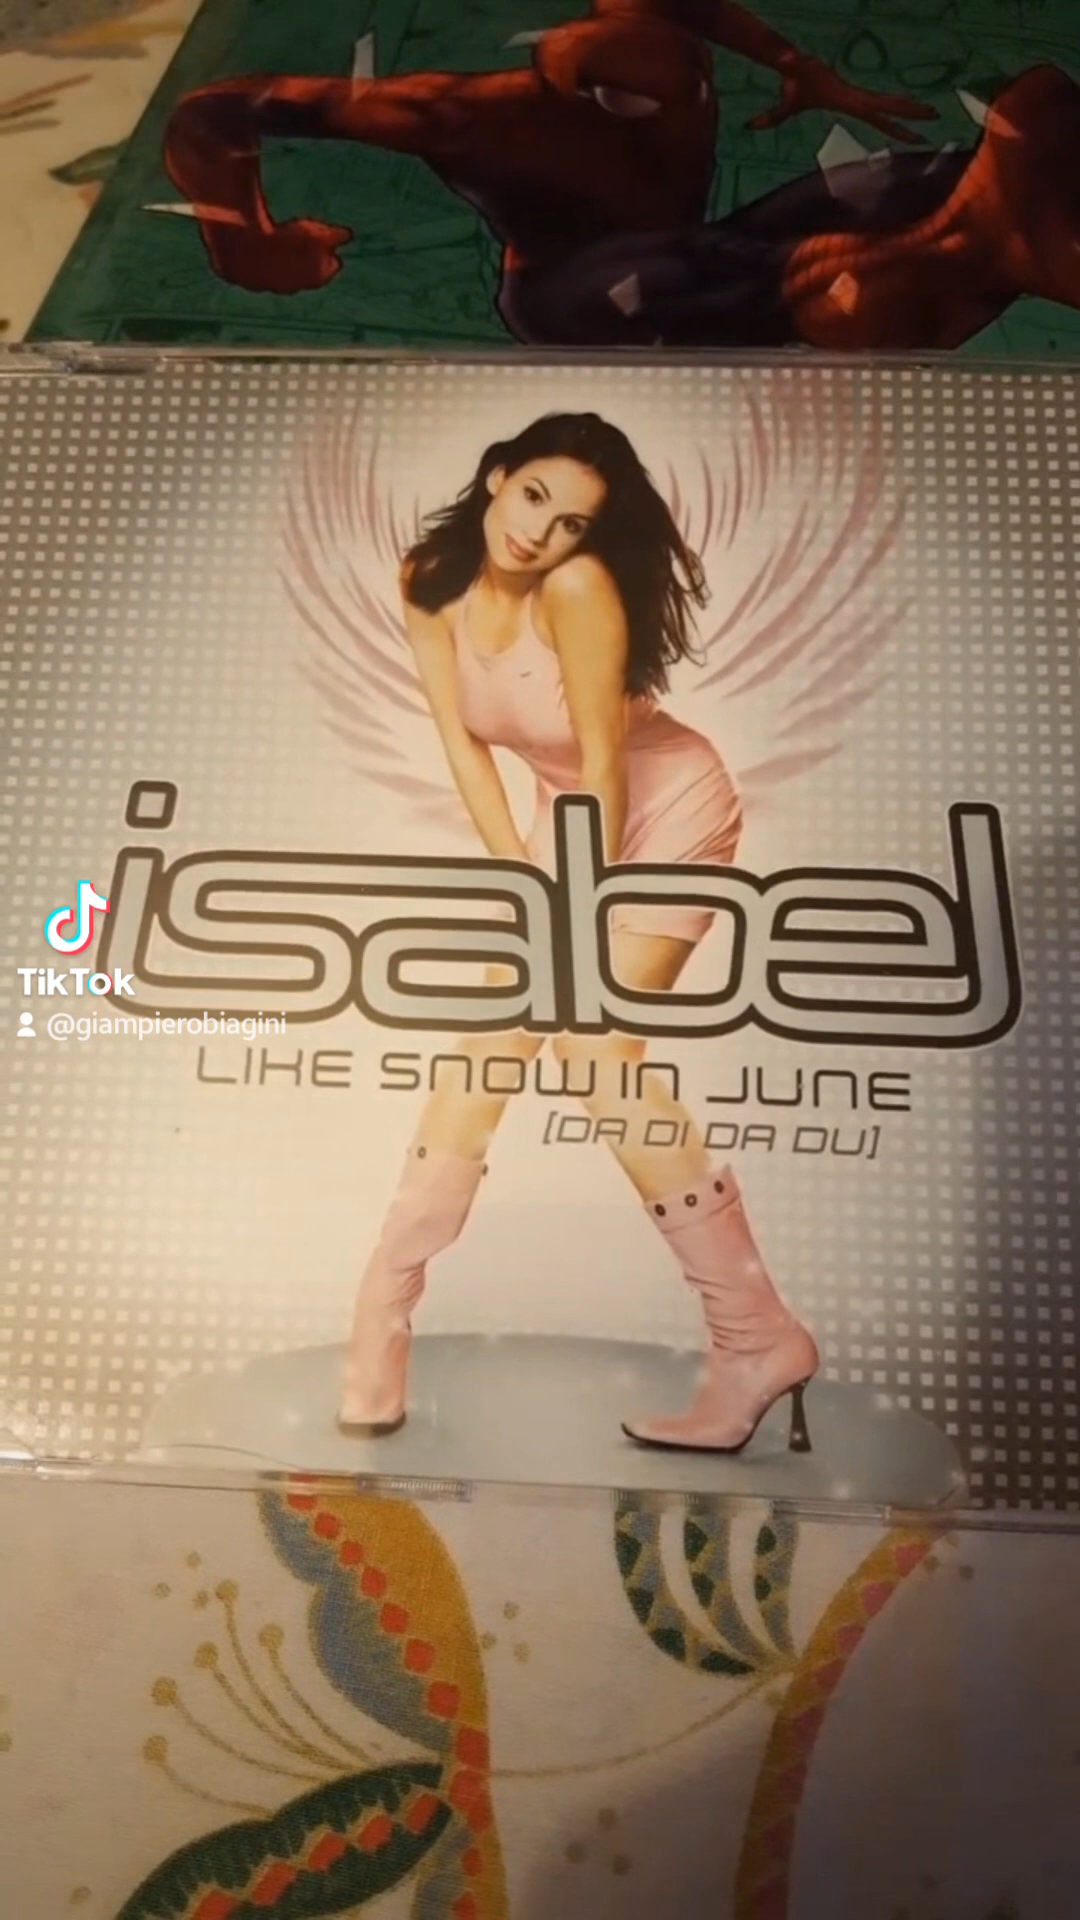 isabel
TikTok
@giampierobiagini
LIKE SNOW IN JUNE
[DA DI DA DU]